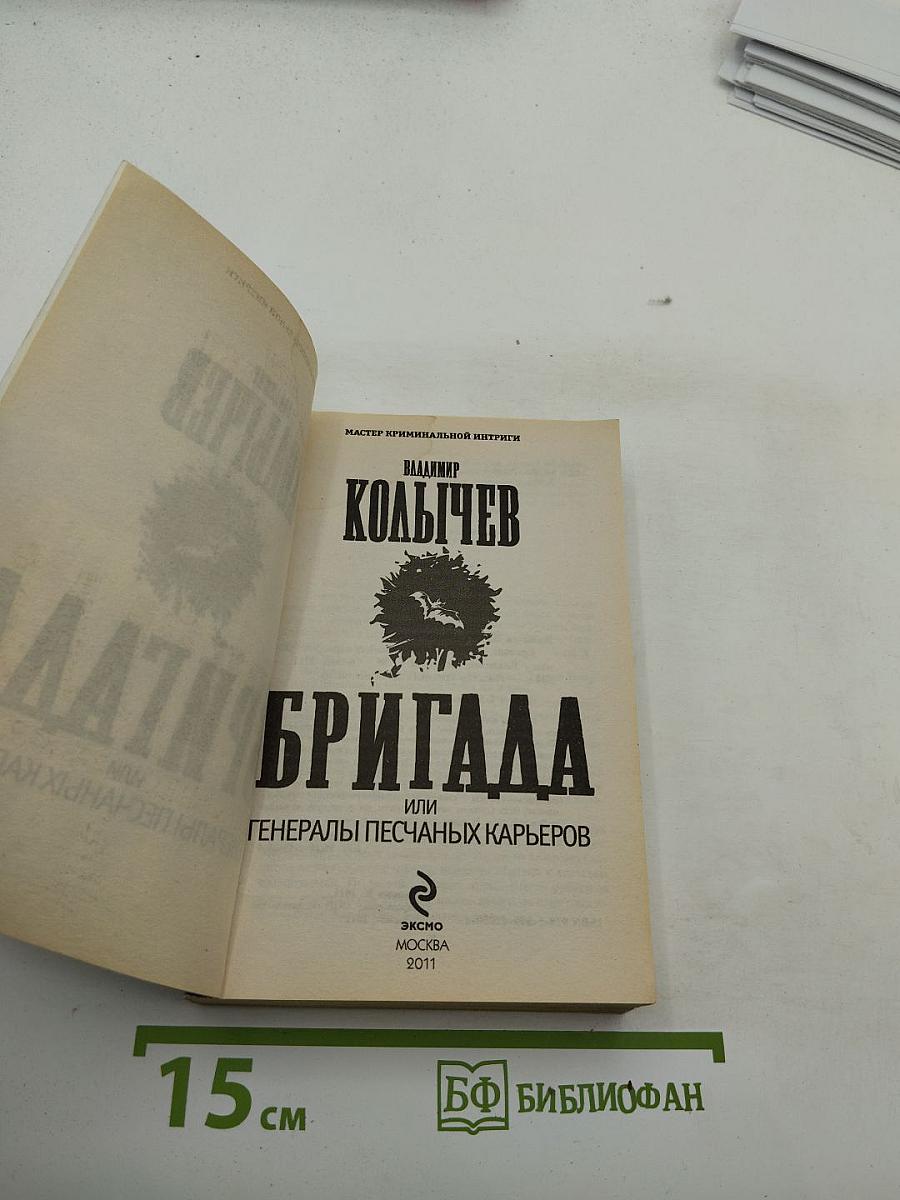 МАСТЕР КРИМИНАЛЬНОЙ ИНТРИГИ
ВЛАДИМИР
КОЛЫЧЕВ
БРИГАДА
ИЛИ
ГЕНЕРАЛЫ ПЕСЧАНЫХ КАРЬЕРОВ
ЭКСМО
МОСКВА
2011
15 см
БФ БИБЛИОФАН